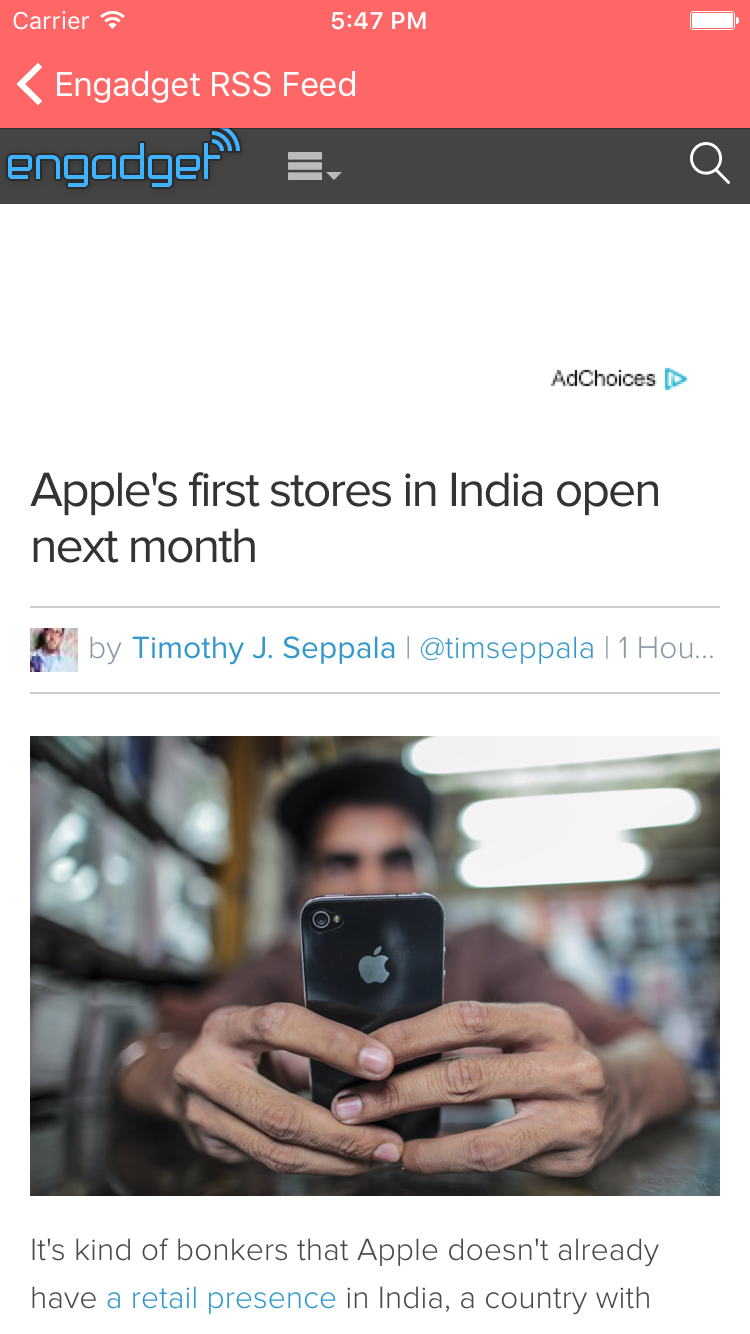 Carrier 5:47 PM
Engadget RSS Feed
engadget
AdChoices
Apple's first stores in India open
next month
by Timothy J. Seppala | @timseppala | 1 Hou...
It's kind of bonkers that Apple doesn't already
have a retail presence in India, a country with